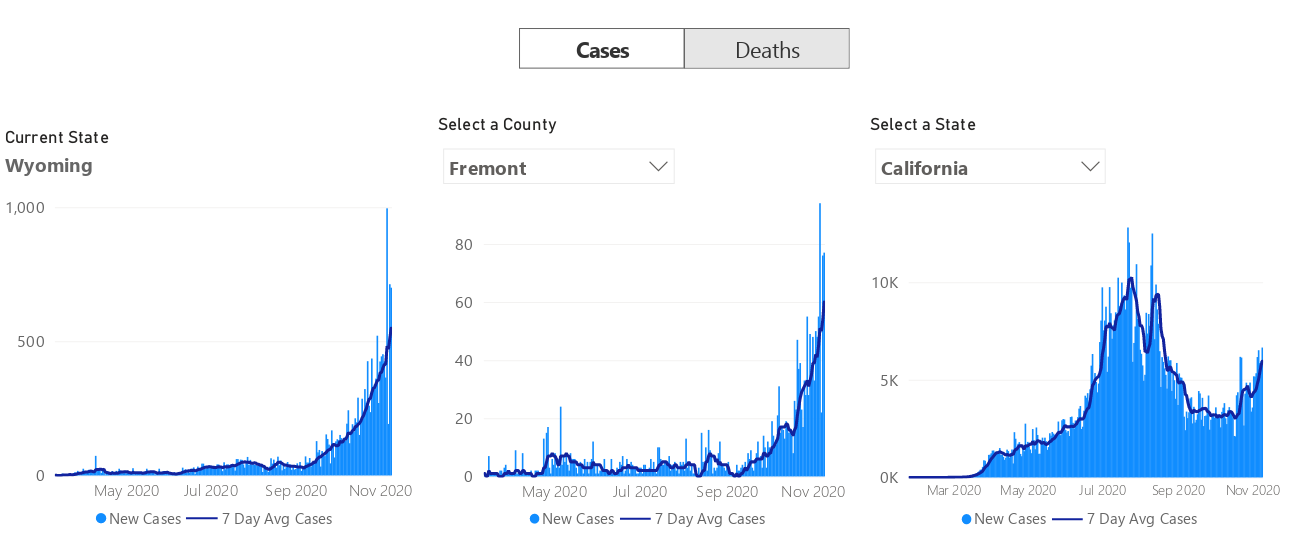 Cases Deaths
Current State
Wyoming
1,000
500
0
May 2020 Jul 2020 Sep 2020 Nov 2020
New Cases 7 Day Avg Cases
Select a County
Fremont
80
60
40
20
0
May 2020 Jul 2020 Sep 2020 Nov 2020
New Cases 7 Day Avg Cases
Select a State
California
10K
5K
0K
Mar 2020 May 2020 Jul 2020 Sep 2020 Nov 2020
New Cases 7 Day Avg Cases